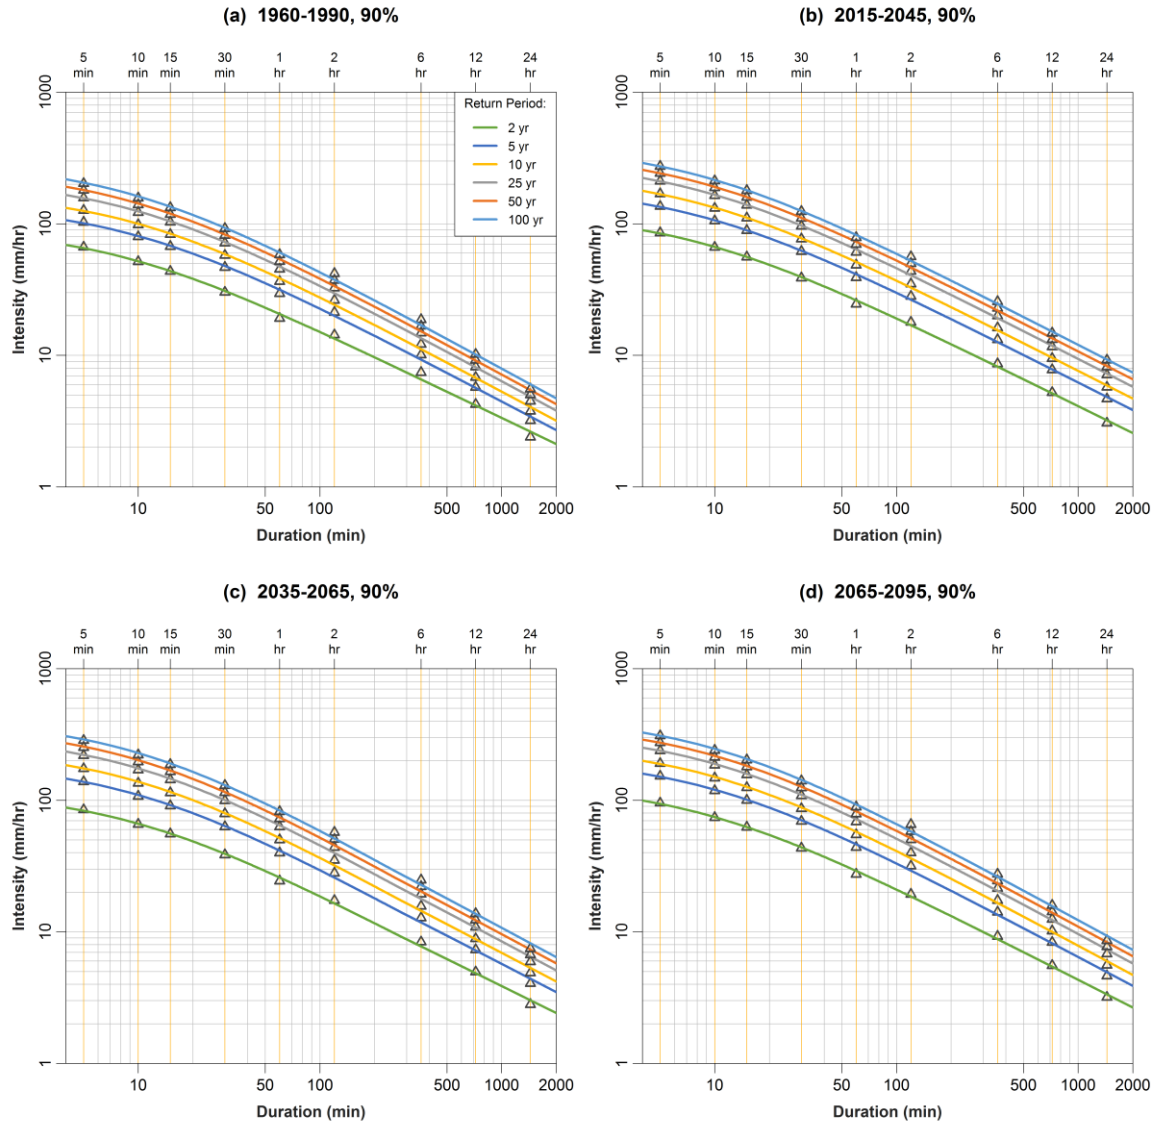 (a) 1960-1990, 90%
5 10 15 30 1 2 6 12 24
min min min min hr hr hr hr hr
1000
100
10
1
Intensity (mm/hr)
Return Period:
2 yr
5 yr
10 yr
25 yr
50 yr
100 yr
10 50 100 500 1000 2000
Duration (min)
(b) 2015-2045, 90%
5 10 15 30 1 2 6 12 24
min min min min hr hr hr hr hr
1000
100
10
1
Intensity (mm/hr)
10 50 100 500 1000 2000
Duration (min)
(c) 2035-2065, 90%
5 10 15 30 1 2 6 12 24
min min min min hr hr hr hr hr
1000
100
10
1
Intensity (mm/hr)
10 50 100 500 1000 2000
Duration (min)
(d) 2065-2095, 90%
5 10 15 30 1 2 6 12 24
min min min min hr hr hr hr hr
1000
100
10
1
Intensity (mm/hr)
10 50 100 500 1000 2000
Duration (min)